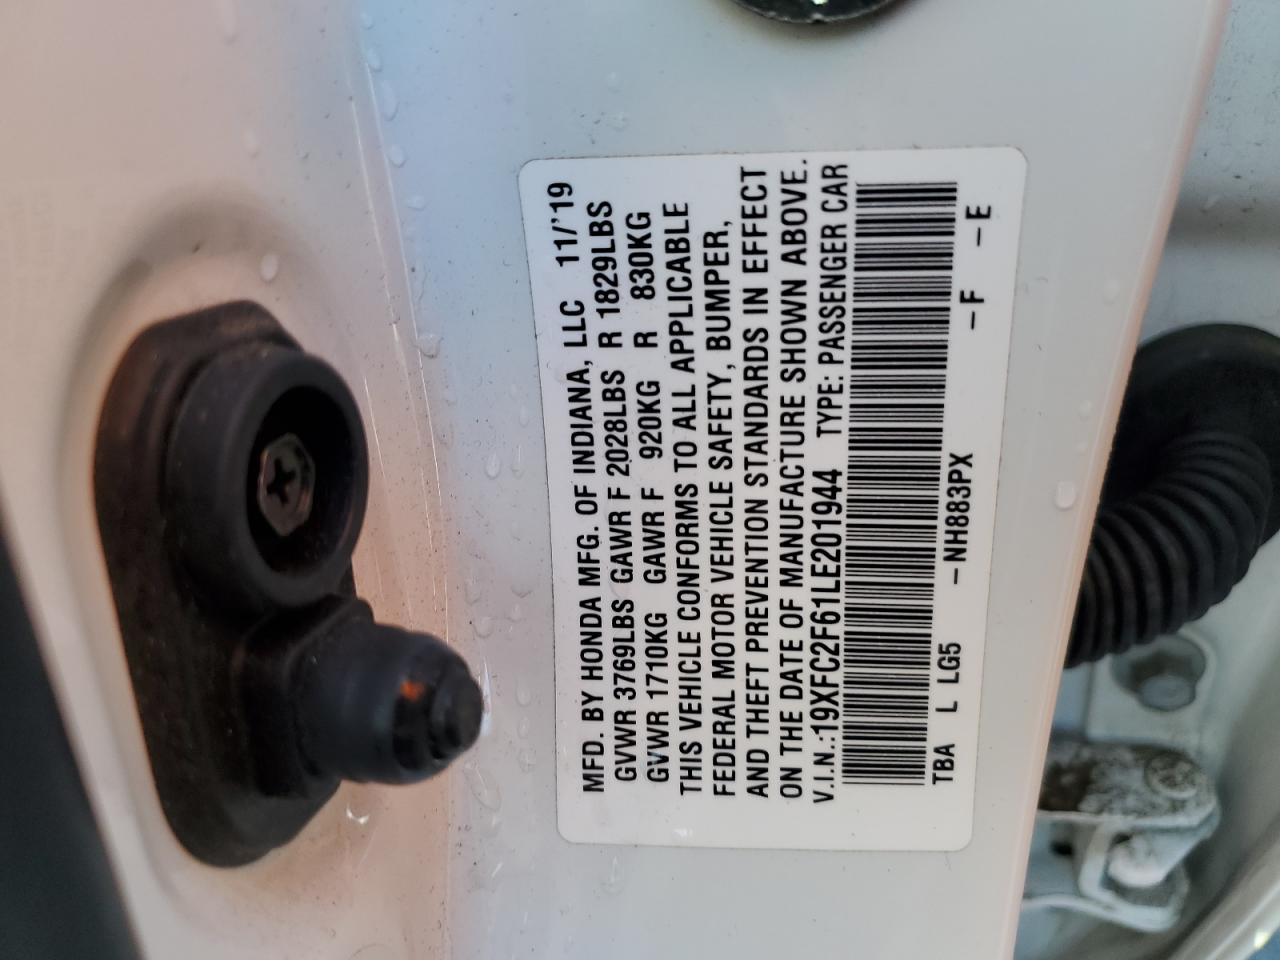 MFD. BY HONDA MFG. OF INDIANA, LLC 11/'19
GVWR 3769LBS GAWR F 2028LBS R 1829LBS
GVWR 1710KG GAWR F 920KG R 830KG
THIS VEHICLE CONFORMS TO ALL APPLICABLE
FEDERAL MOTOR VEHICLE SAFETY, BUMPER,
AND THEFT PREVENTION STANDARDS IN EFFECT
ON THE DATE OF MANUFACTURE SHOWN ABOVE.
V.I.N.:19XFC2F61LE201944 TYPE: PASSENGER CAR
TBA L LG5 –NH883PX –F –E